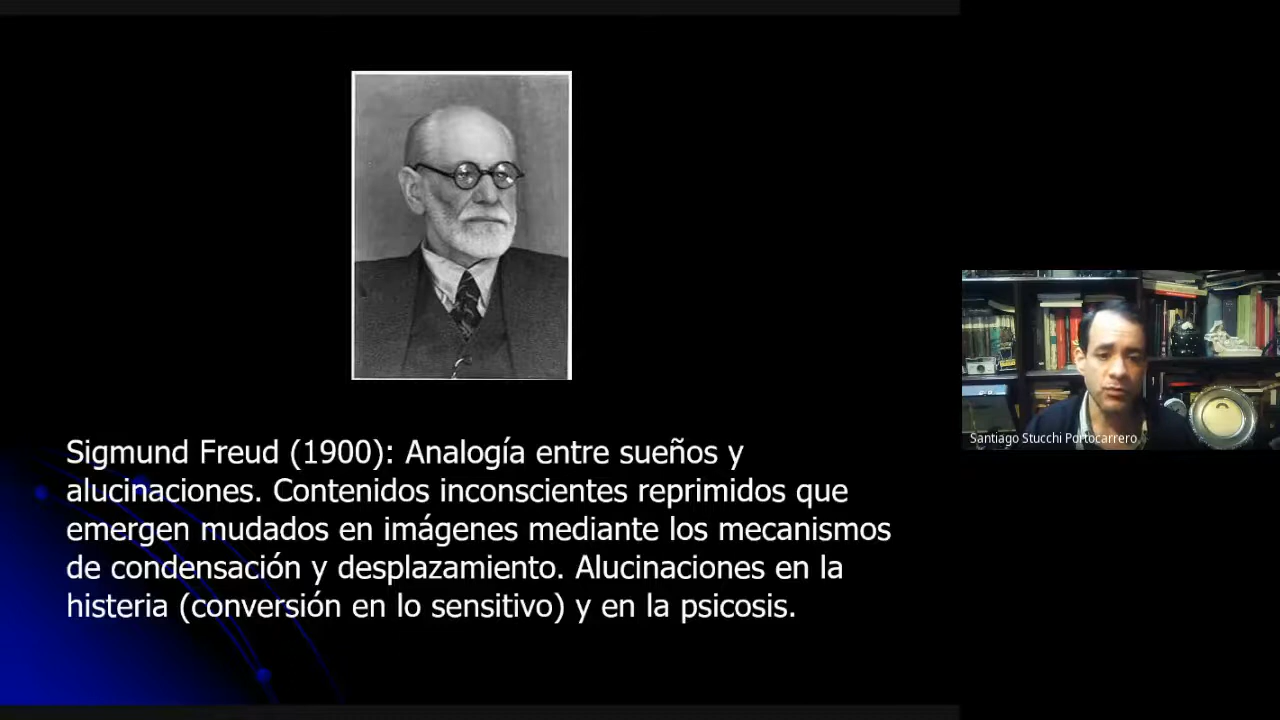 Sigmund Freud (1900): Analogía entre sueños y
alucinaciones. Contenidos inconscientes reprimidos que
emergen mudados en imágenes mediante los mecanismos
de condensación y desplazamiento. Alucinaciones en la
histeria (conversión en lo sensitivo) y en la psicosis.
Santiago Stucchi Portocarrero